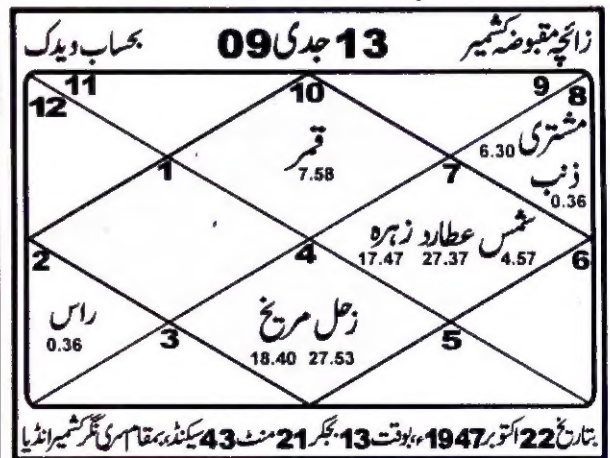 زائچہ مقبوضہ کشمیر 13 جدی 09 بحساب ویدک
8 9 10 11 12
مشتری 6.30
قمر 7.58
1 7
ذنب 0.36
شمس عطارد زہرہ
17.47 27.37 4.57
2 4 6
راس 0.36
زحل مریخ
18.40 27.53
3 5
بتاریخ 22 اکتوبر 1947ء، بوقت 13 بجکر 21 منٹ 43 سیکنڈ، بمقام سری نگر کشمیر انڈیا